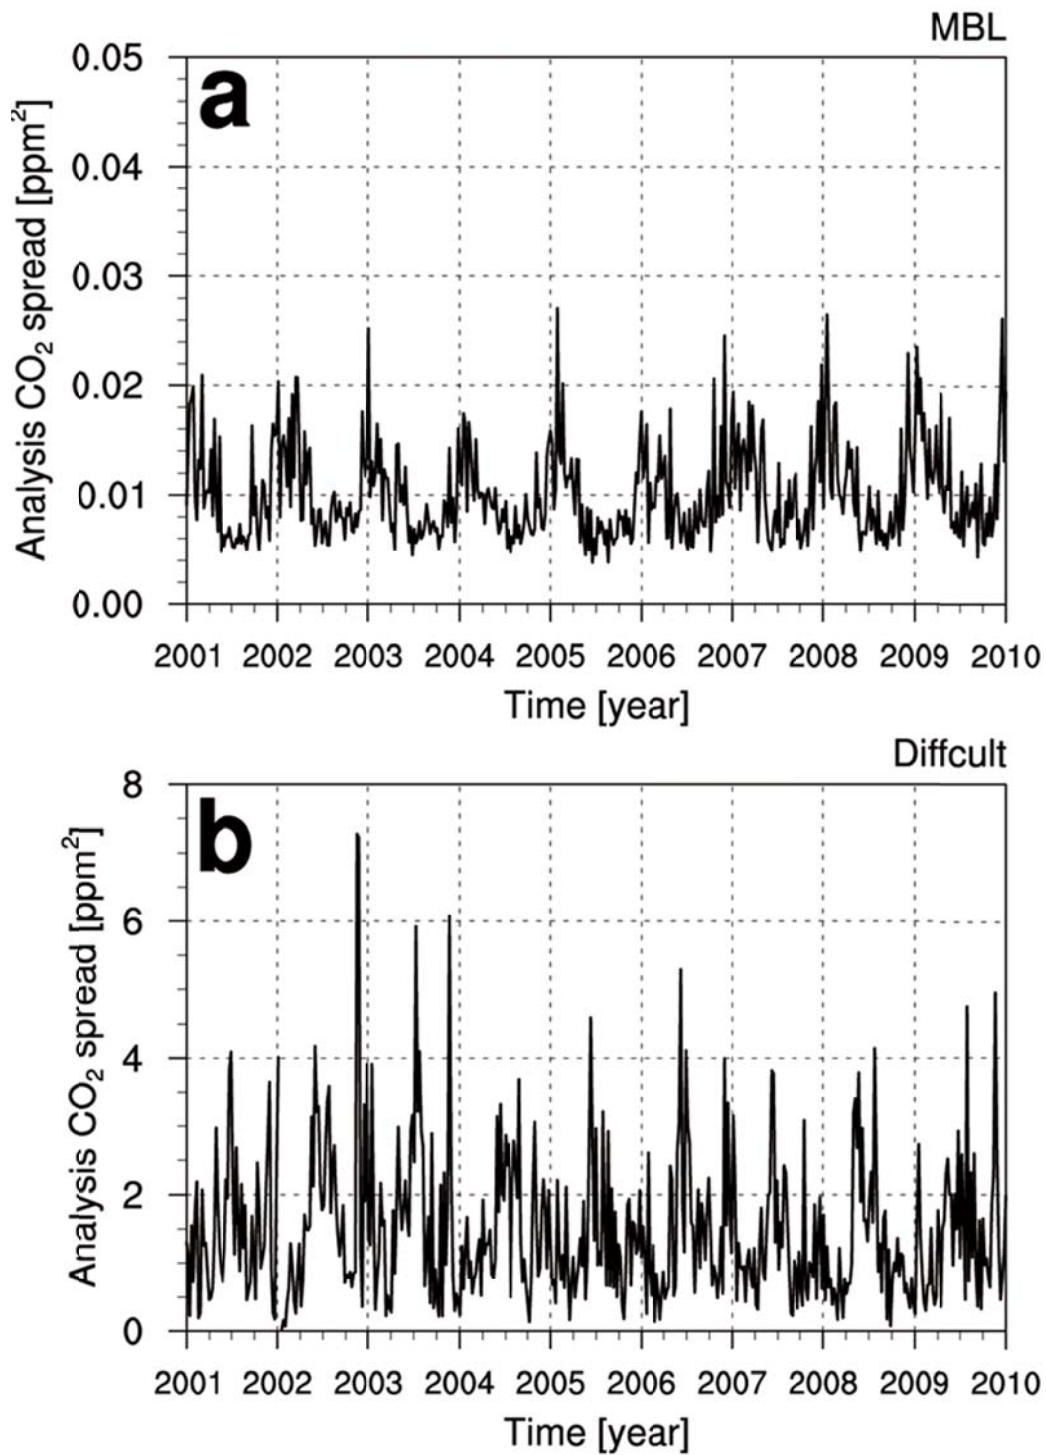 MBL
a
Analysis CO₂ spread [ppm²]
0.05
0.04
0.03
0.02
0.01
0.00
2001 2002 2003 2004 2005 2006 2007 2008 2009 2010
Time [year]
Diffcult
b
Analysis CO₂ spread [ppm²]
8
6
4
2
0
2001 2002 2003 2004 2005 2006 2007 2008 2009 2010
Time [year]